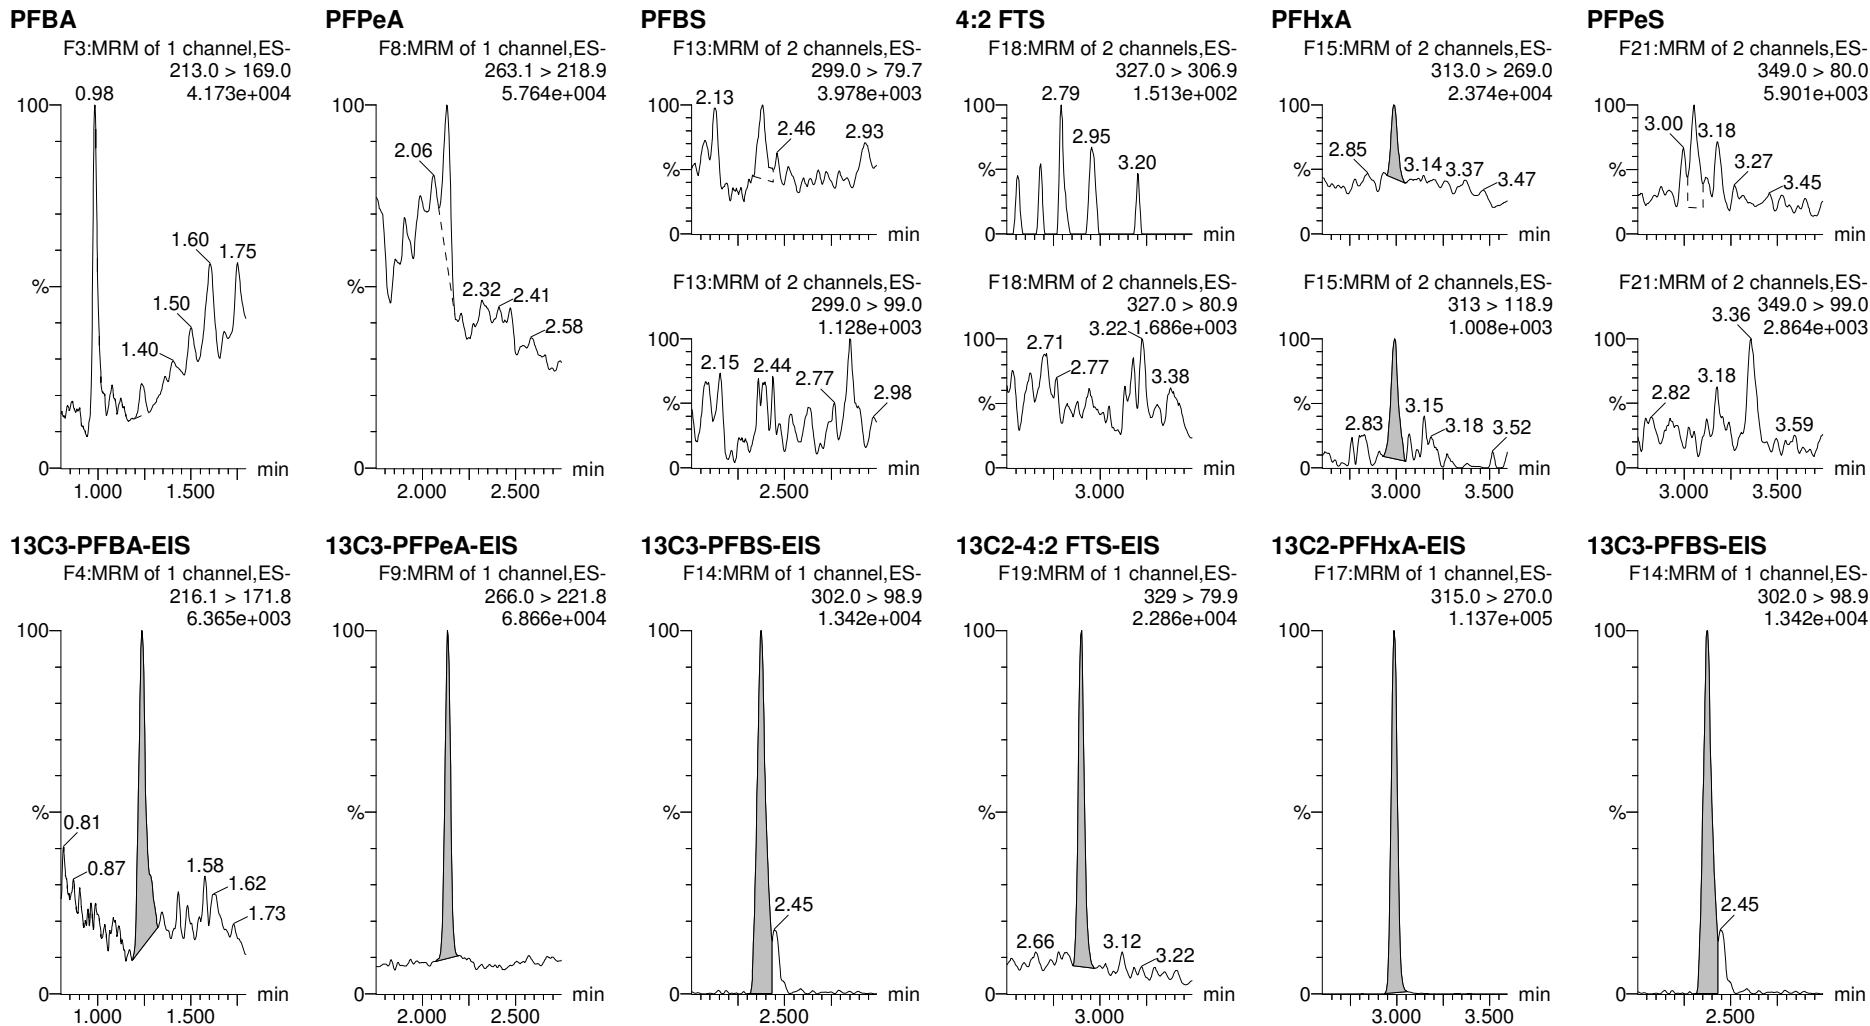 PFBA
F3:MRM of 1 channel,ES-
213.0 > 169.0
4.173e+004
100
0.98
1.60
1.75
1.50
1.40
%
0
min
1.000 1.500
PFPeA
F8:MRM of 1 channel,ES-
263.1 > 218.9
5.764e+004
100
2.06
2.32
2.41
2.58
%
0
min
2.000 2.500
PFBS
F13:MRM of 2 channels,ES-
299.0 > 79.7
3.978e+003
100
2.13
2.46
2.93
%
0
min
F13:MRM of 2 channels,ES-
299.0 > 99.0
1.128e+003
100
2.15
2.44
2.77
2.98
%
0
min
2.500
4:2 FTS
F18:MRM of 2 channels,ES-
327.0 > 306.9
1.513e+002
100
2.79
2.95
3.20
%
0
min
F18:MRM of 2 channels,ES-
327.0 > 80.9
1.686e+003
100
3.22
2.71
2.77
3.38
%
0
min
3.000
PFHxA
F15:MRM of 2 channels,ES-
313.0 > 269.0
2.374e+004
100
2.85
3.14
3.37
3.47
%
0
min
F15:MRM of 2 channels,ES-
313 > 118.9
1.008e+003
100
2.83
3.15
3.18
3.52
%
0
min
3.000 3.500
PFPeS
F21:MRM of 2 channels,ES-
349.0 > 80.0
5.901e+003
100
3.00
3.18
3.27
3.45
%
0
min
F21:MRM of 2 channels,ES-
349.0 > 99.0
2.864e+003
100
3.36
2.82
3.18
3.59
%
0
min
3.000 3.500
13C3-PFBA-EIS
F4:MRM of 1 channel,ES-
216.1 > 171.8
6.365e+003
100
0.81
0.87
1.58
1.62
1.73
%
0
min
1.000 1.500
13C3-PFPeA-EIS
F9:MRM of 1 channel,ES-
266.0 > 221.8
6.866e+004
100
%
0
min
2.000 2.500
13C3-PFBS-EIS
F14:MRM of 1 channel,ES-
302.0 > 98.9
1.342e+004
100
2.45
%
0
min
2.500
13C2-4:2 FTS-EIS
F19:MRM of 1 channel,ES-
329 > 79.9
2.286e+004
100
2.66
3.12
3.22
%
0
min
3.000
13C2-PFHxA-EIS
F17:MRM of 1 channel,ES-
315.0 > 270.0
1.137e+005
100
%
0
min
3.000 3.500
13C3-PFBS-EIS
F14:MRM of 1 channel,ES-
302.0 > 98.9
1.342e+004
100
2.45
%
0
min
2.500